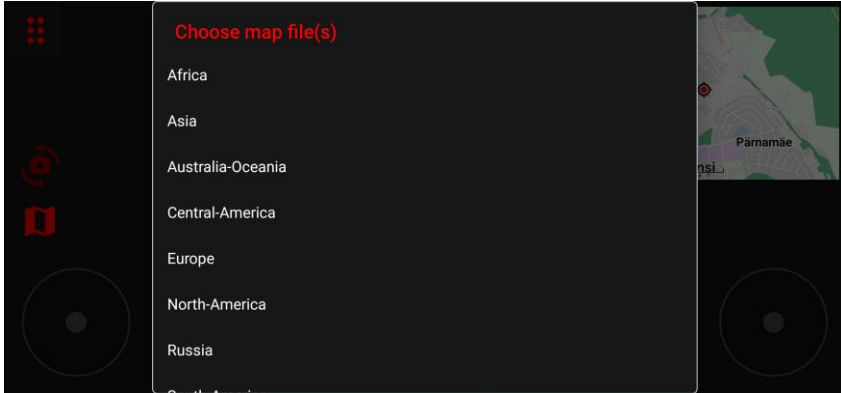 Choose map file(s)
Africa
Asia
Australia-Oceania
Central-America
Europe
North-America
Russia
Pärnamäe